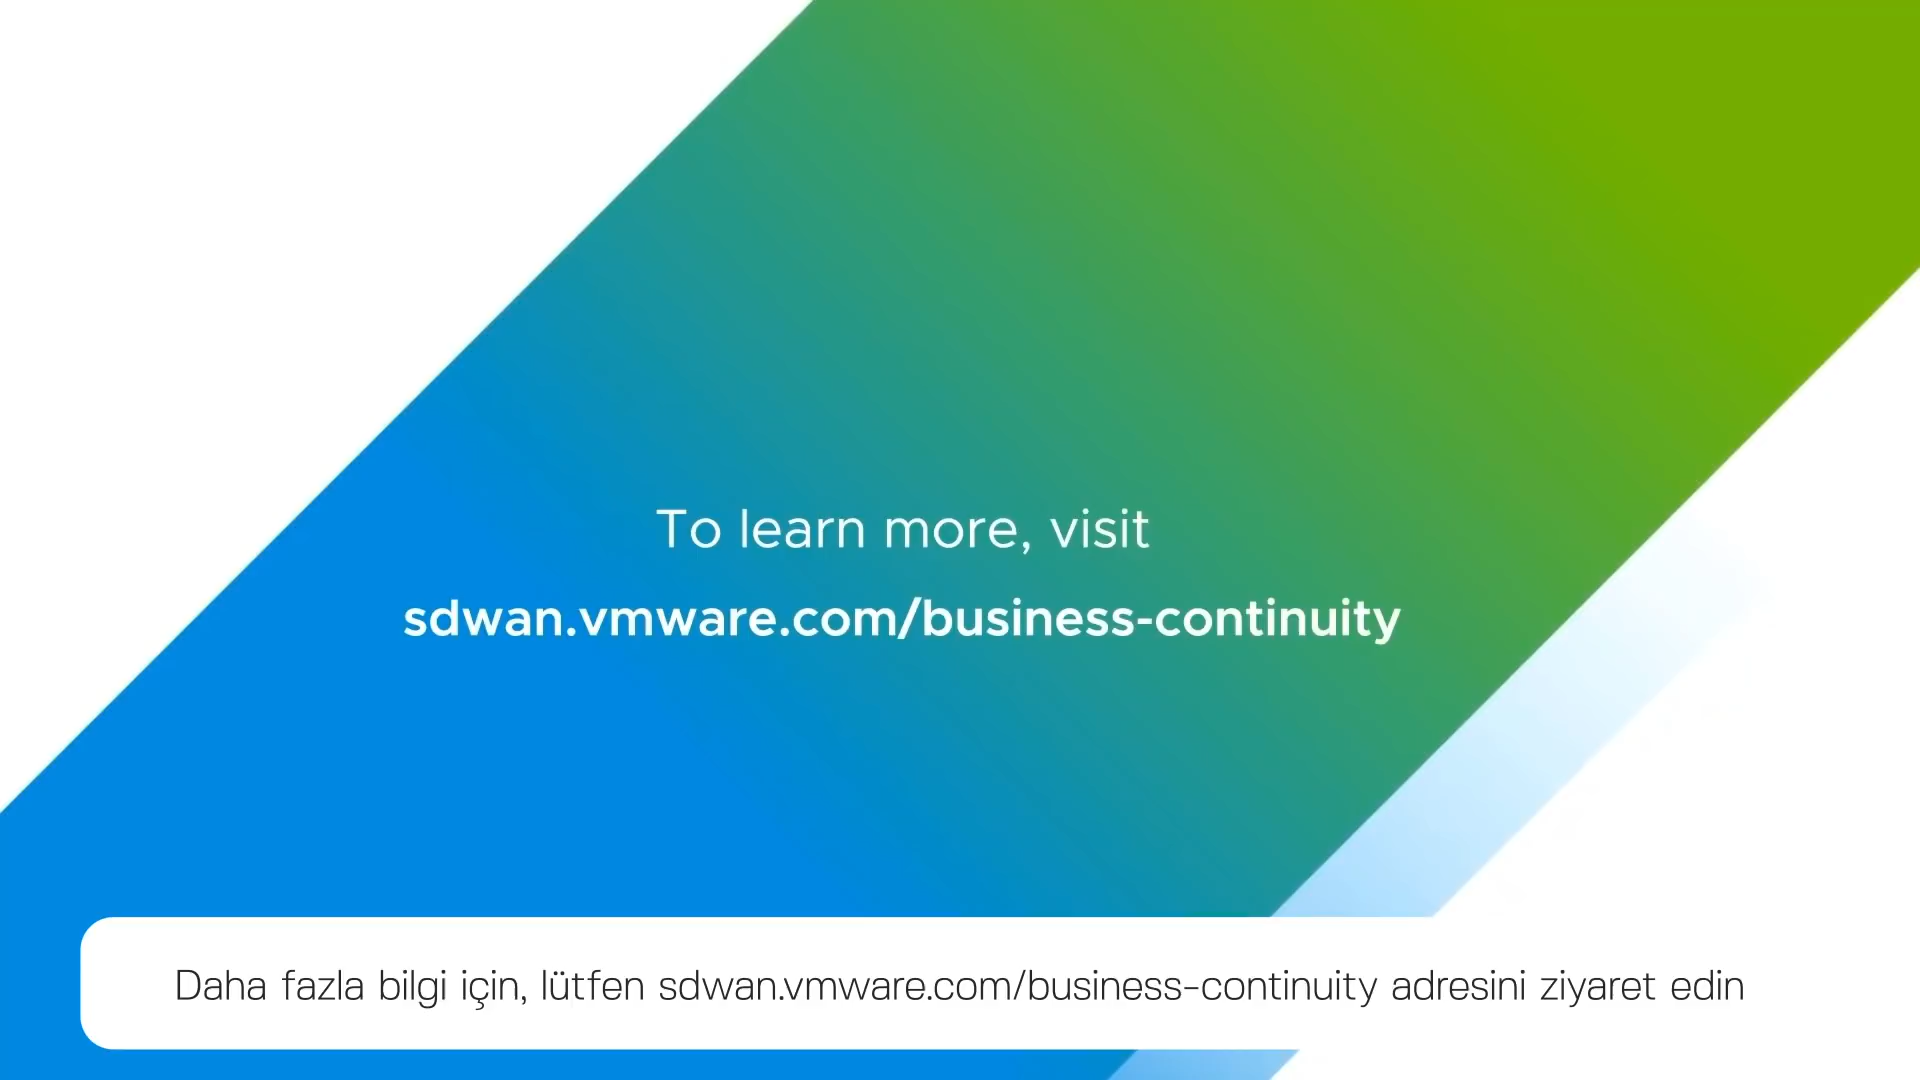 To learn more, visit
sdwan.vmware.com/business-continuity
Daha fazla bilgi için, lütfen sdwan.vmware.com/business-continuity adresini ziyaret edin